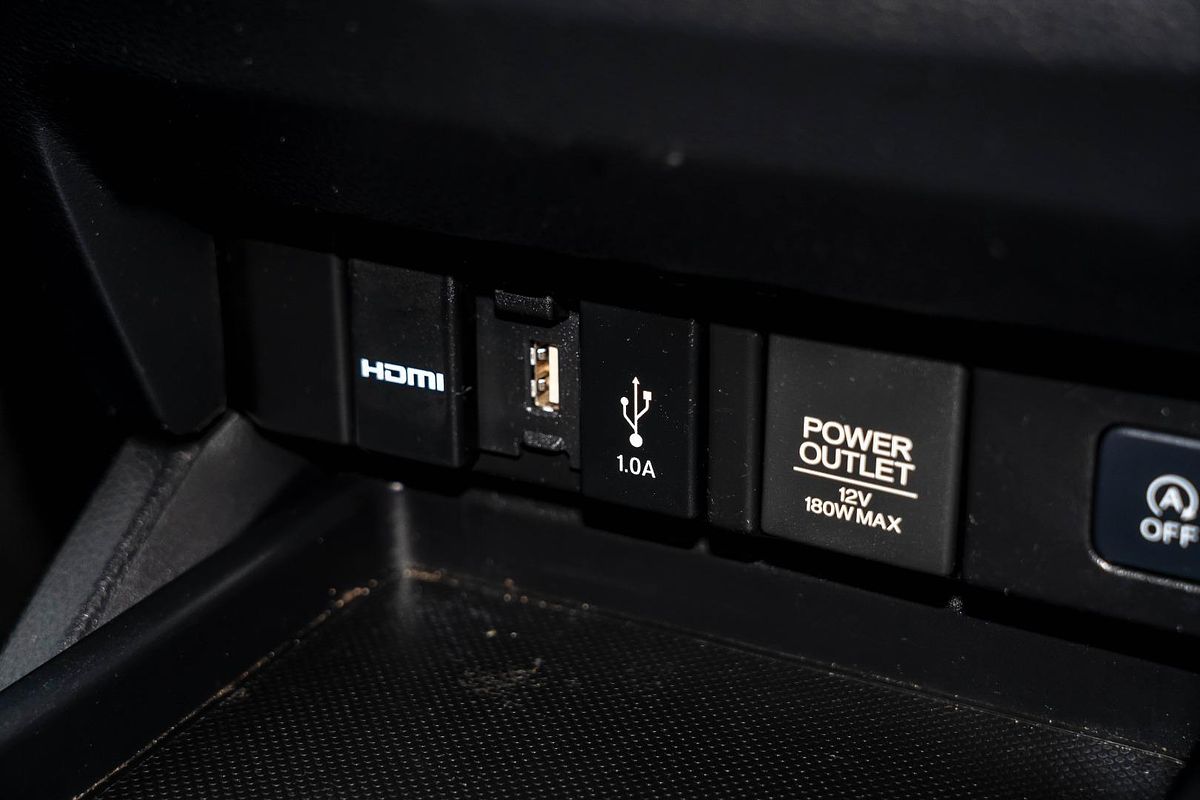 HDMI
1.0A
POWER
OUTLET
12V
180W MAX
A
OFF